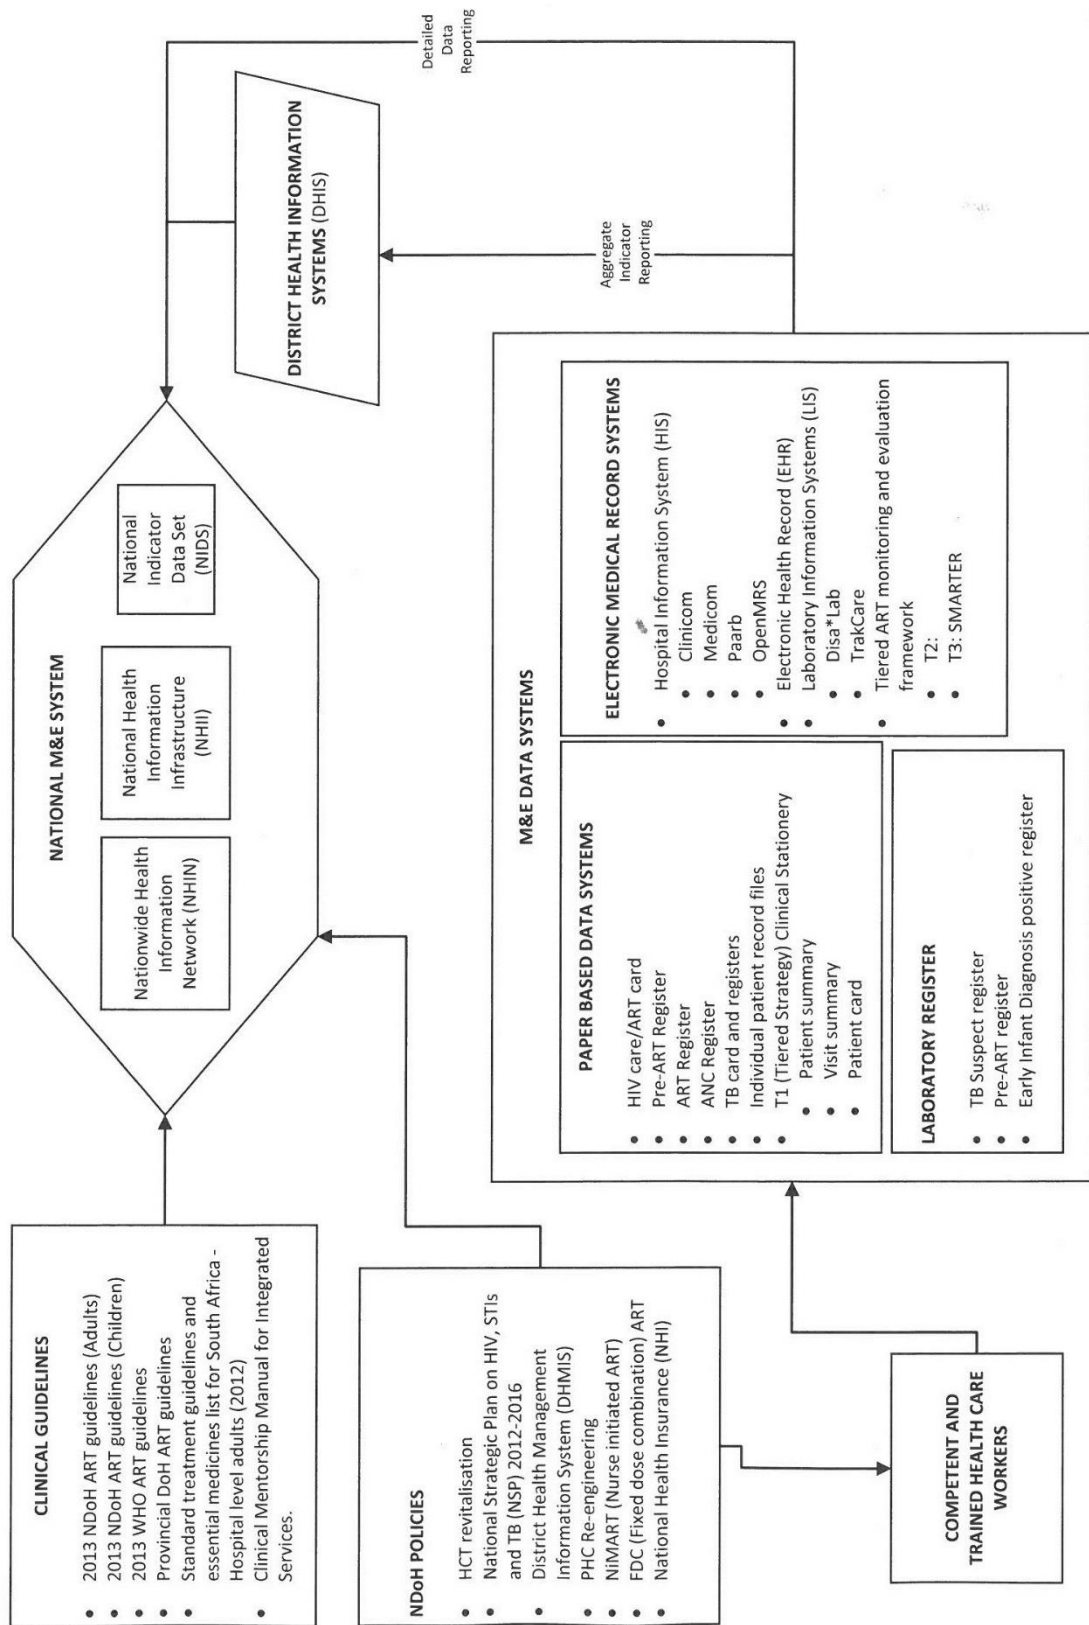 CLINICAL GUIDELINES
• 2013 NDoH ART guidelines (Adults)
• 2013 NDoH ART guidelines (Children)
• 2013 WHO ART guidelines
• Provincial DoH ART guidelines
• Standard treatment guidelines and
essential medicines list for South Africa -
Hospital level adults (2012)
• Clinical Mentorship Manual for Integrated
Services.
NATIONAL M&E SYSTEM
Nationwide Health
Information
Network (NHIN)
National Health
Information
Infrastructure
(NHII)
National
Indicator
Data Set
(NIDS)
Detailed
Data
Reporting
DISTRICT HEALTH INFORMATION
SYSTEMS (DHIS)
Aggregate
Indicator
Reporting
NDoH POLICIES
• HCT revitalisation
• National Strategic Plan on HIV, STIs
and TB (NSP) 2012-2016
• District Health Management
Information System (DHMIS)
• PHC Re-engineering
• NiMART (Nurse initiated ART)
• FDC (Fixed dose combination) ART
• National Health Insurance (NHI)
COMPETENT AND
TRAINED HEALTH CARE
WORKERS
M&E DATA SYSTEMS
PAPER BASED DATA SYSTEMS
• HIV care/ART card
• Pre-ART Register
• ART Register
• ANC Register
• TB card and registers
• Individual patient record files
• T1 (Tiered Strategy) Clinical Stationery
• Patient summary
• Visit summary
• Patient card
ELECTRONIC MEDICAL RECORD SYSTEMS
• Hospital Information System (HIS)
• Clinicom
• Medicom
• Paarb
• OpenMRS
• Electronic Health Record (EHR)
• Laboratory Information Systems (LIS)
• Disa*Lab
• TrakCare
• Tiered ART monitoring and evaluation
framework
• T2:
• T3: SMARTER
LABORATORY REGISTER
• TB Suspect register
• Pre-ART register
• Early Infant Diagnosis positive register